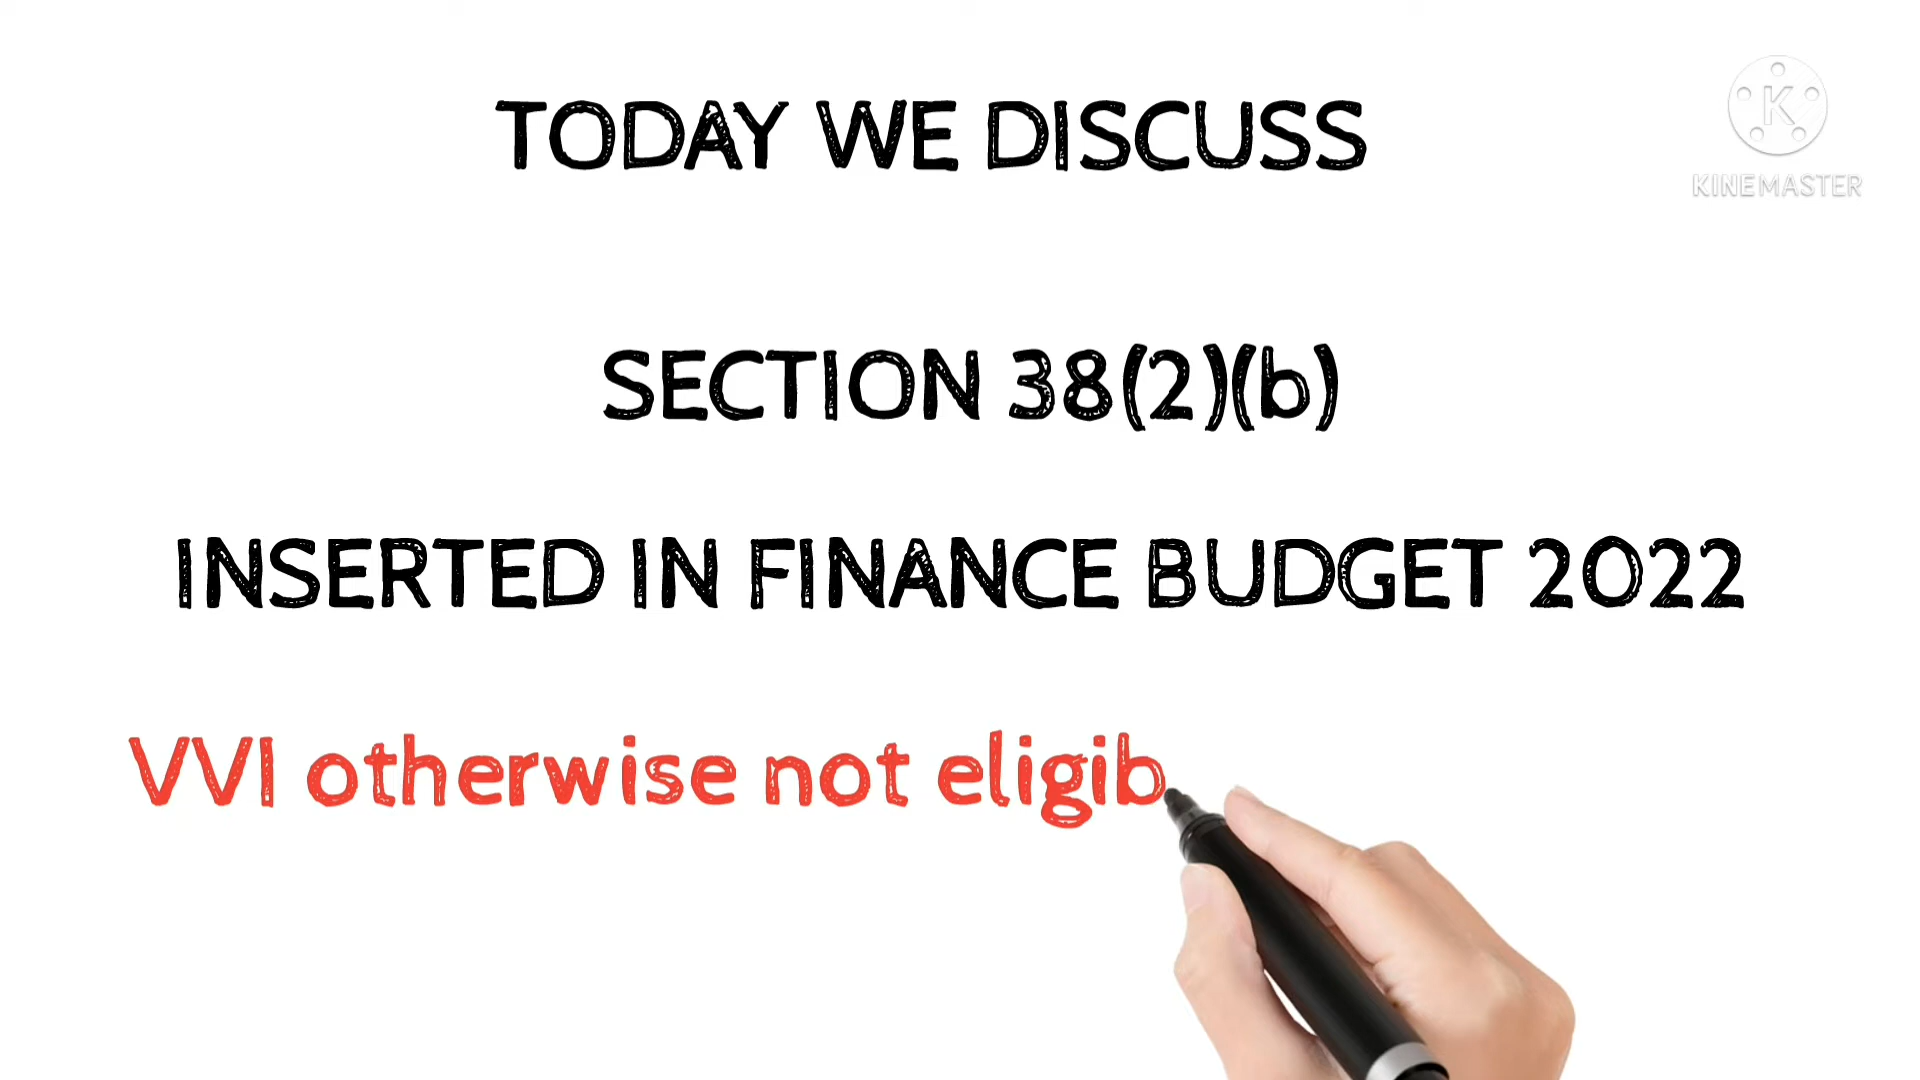 TODAY WE DISCUSS
K
KINEMASTER
SECTION 38(2)(b)
INSERTED IN FINANCE BUDGET 2022
VVI otherwise not eligib